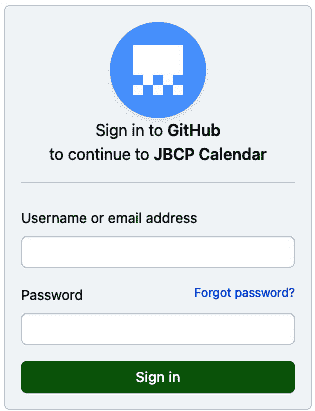 Sign in to GitHub
to continue to JBCP Calendar
Username or email address
Password Forgot password?
Sign in